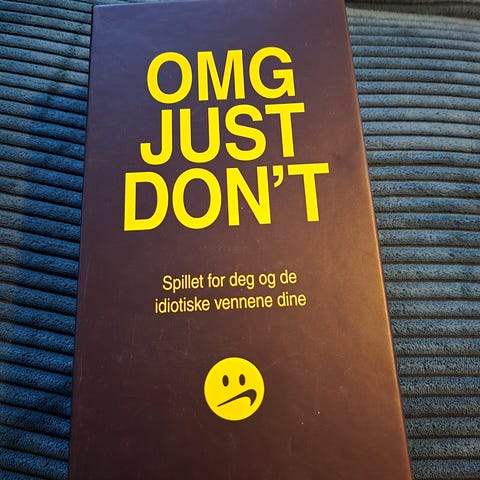 OMG
JUST
DON'T
Spillet for deg og de
idiotiske vennene dine